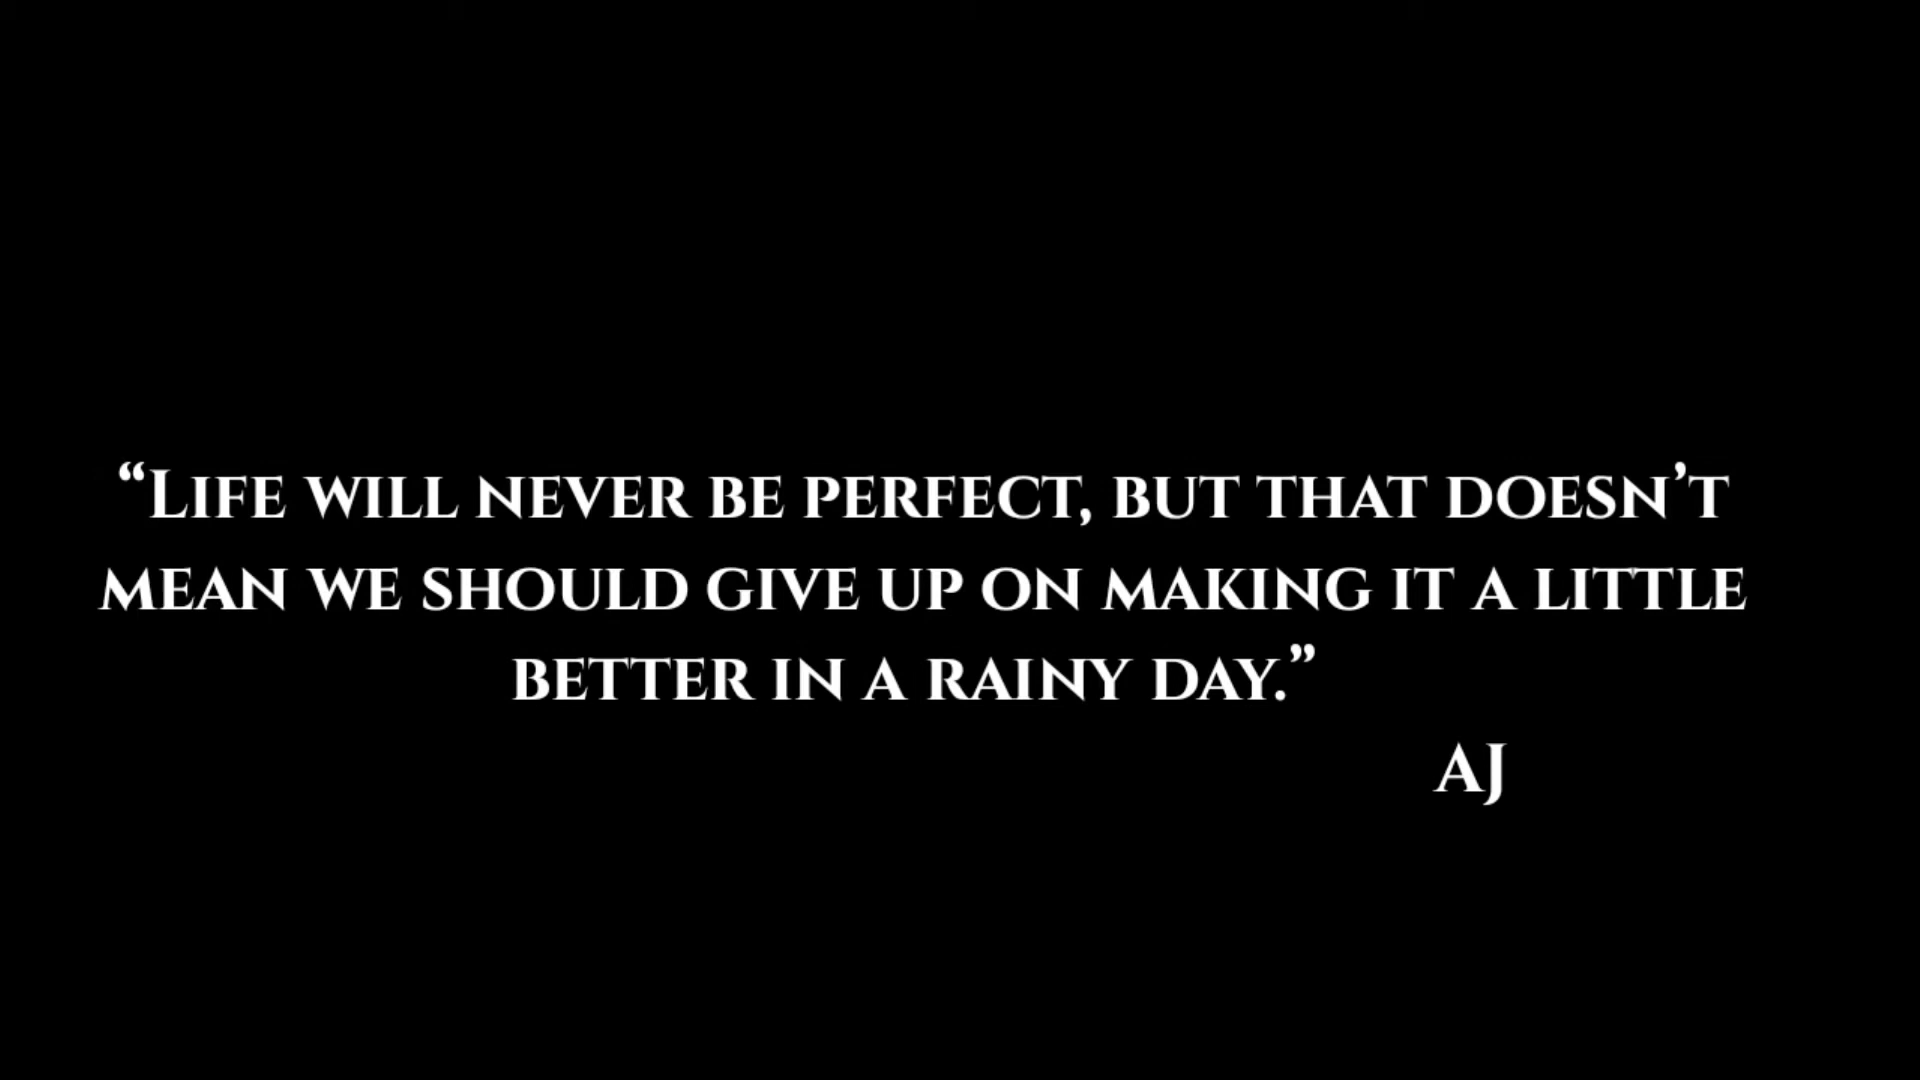 “Life will never be perfect, but that doesn’t
mean we should give up on making it a little
better in a rainy day.”
AJ